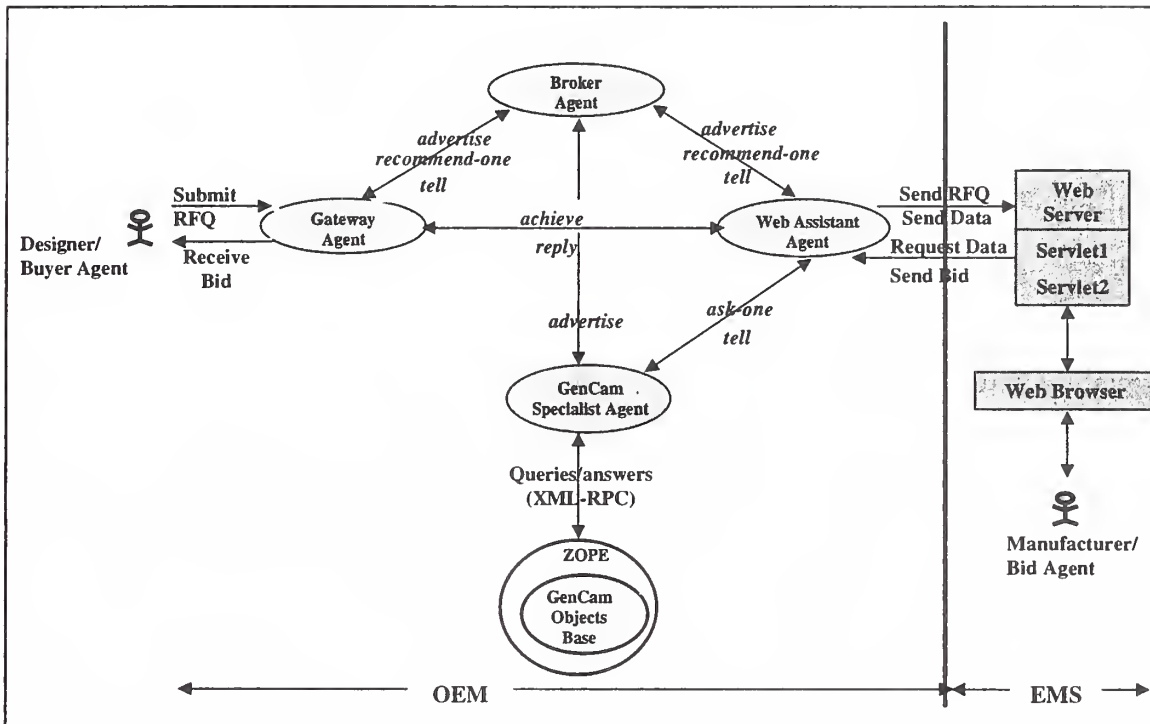 Broker
Agent
advertise
recommend-one
tell
advertise
recommend-one
tell
Submit
RFQ
Receive
Bid
Designer/
Buyer Agent
Gateway
Agent
achieve
reply
Web Assistant
Agent
Send RFQ
Send Data
Request Data
Send Bid
Web
Server
Servlet1
Servlet2
advertise
ask-one
tell
GenCam
Specialist Agent
Web Browser
Queries/answers
(XML-RPC)
Manufacturer/
Bid Agent
ZOPE
GenCam
Objects
Base
OEM
EMS